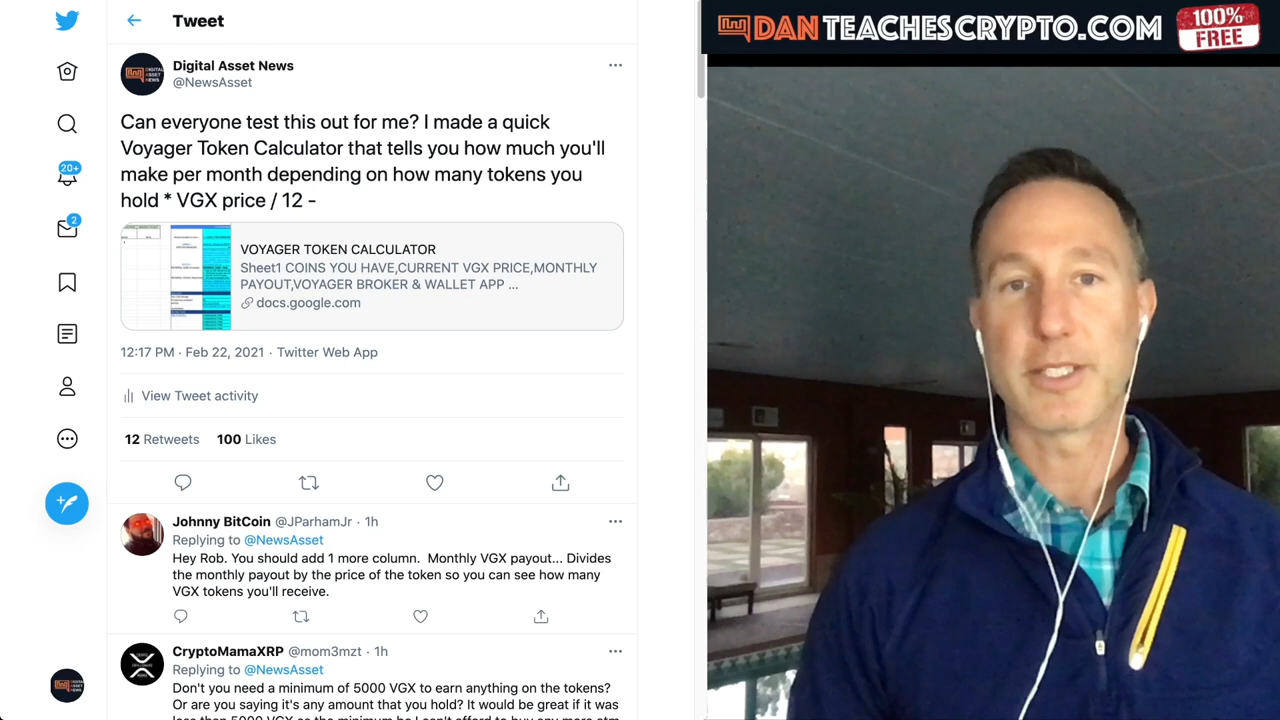 Tweet
Digital Asset News
@NewsAsset
Can everyone test this out for me? I made a quick
Voyager Token Calculator that tells you how much you'll
make per month depending on how many tokens you
hold * VGX price / 12 -
VOYAGER TOKEN CALCULATOR
Sheet1 COINS YOU HAVE,CURRENT VGX PRICE,MONTHLY
PAYOUT,VOYAGER BROKER & WALLET APP ...
docs.google.com
12:17 PM · Feb 22, 2021 · Twitter Web App
View Tweet activity
12 Retweets 100 Likes
Johnny BitCoin @JParhamJr · 1h
Replying to @NewsAsset
Hey Rob. You should add 1 more column. Monthly VGX payout... Divides
the monthly payout by the price of the token so you can see how many
VGX tokens you'll receive.
CryptoMamaXRP @mom3mzt · 1h
Replying to @NewsAsset
Don't you need a minimum of 5000 VGX to earn anything on the tokens?
Or are you saying it's any amount that you hold? It would be great if it was
20+
2
DANTEACHESCRYPTO.COM
100%
FREE